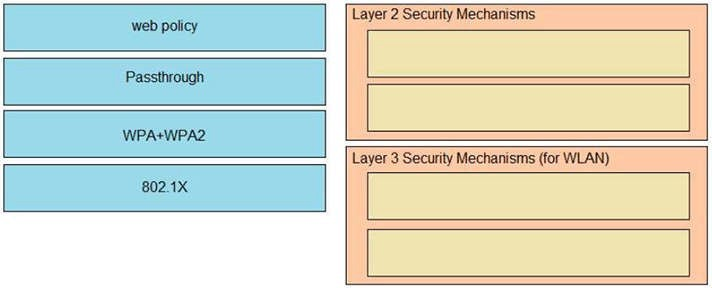 web policy
Passthrough
WPA+WPA2
802.1X
Layer 2 Security Mechanisms
Layer 3 Security Mechanisms (for WLAN)